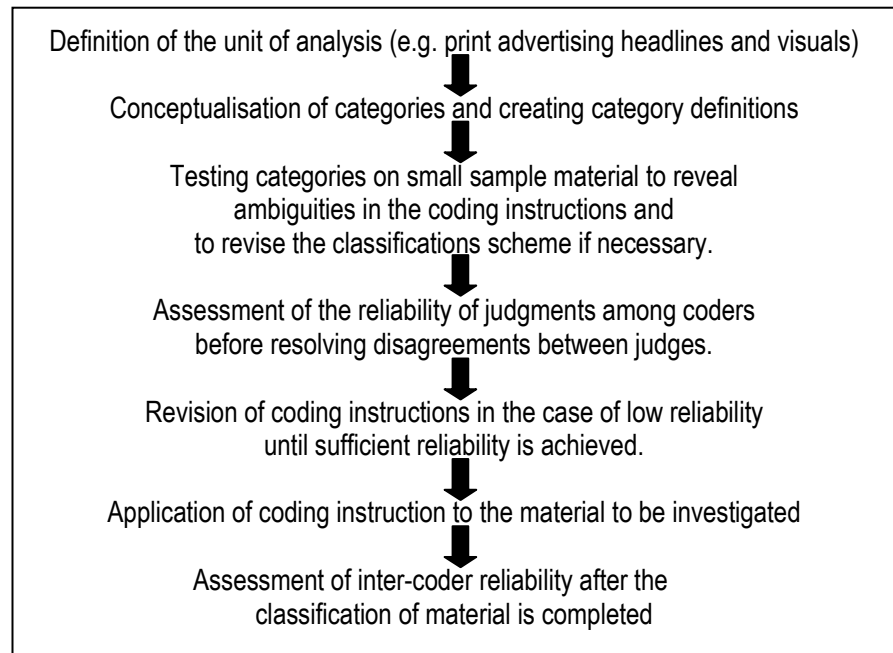 Definition of the unit of analysis (e.g. print advertising headlines and visuals)
Conceptualisation of categories and creating category definitions
Testing categories on small sample material to reveal
ambiguities in the coding instructions and
to revise the classifications scheme if necessary.
Assessment of the reliability of judgments among coders
before resolving disagreements between judges.
Revision of coding instructions in the case of low reliability
until sufficient reliability is achieved.
Application of coding instruction to the material to be investigated
Assessment of inter-coder reliability after the
classification of material is completed